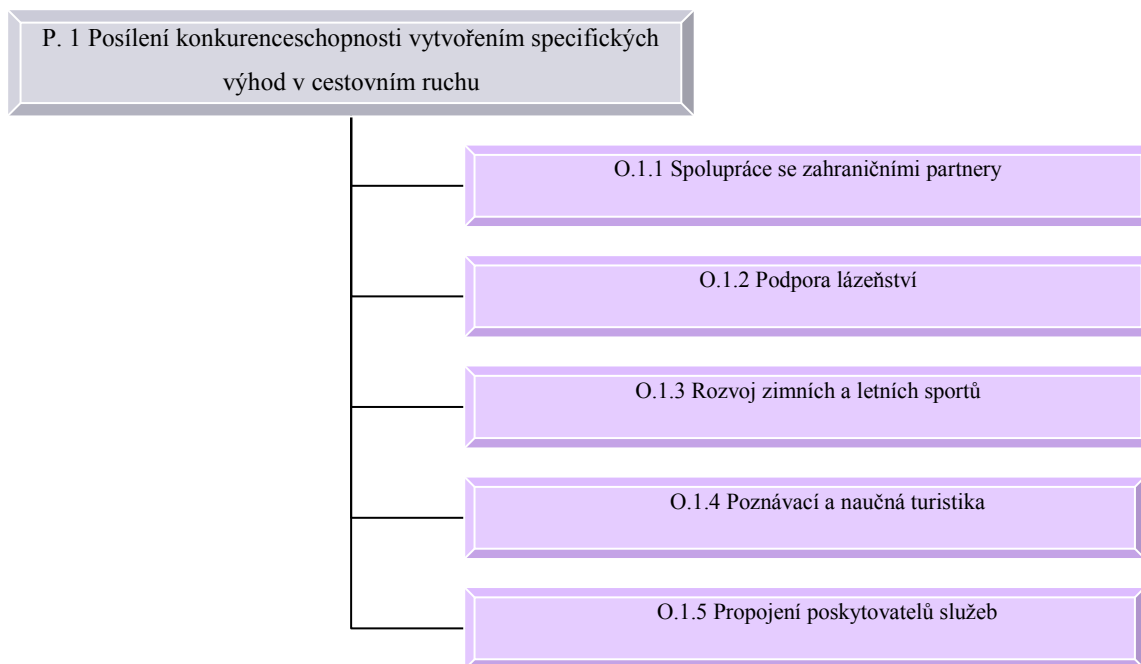 P. 1 Posílení konkurenceschopnosti vytvořením specifických
výhod v cestovním ruchu
O.1.1 Spolupráce se zahraničními partnery
O.1.2 Podpora lázeňství
O.1.3 Rozvoj zimních a letních sportů
O.1.4 Poznávací a naučná turistika
O.1.5 Propojení poskytovatelů služeb